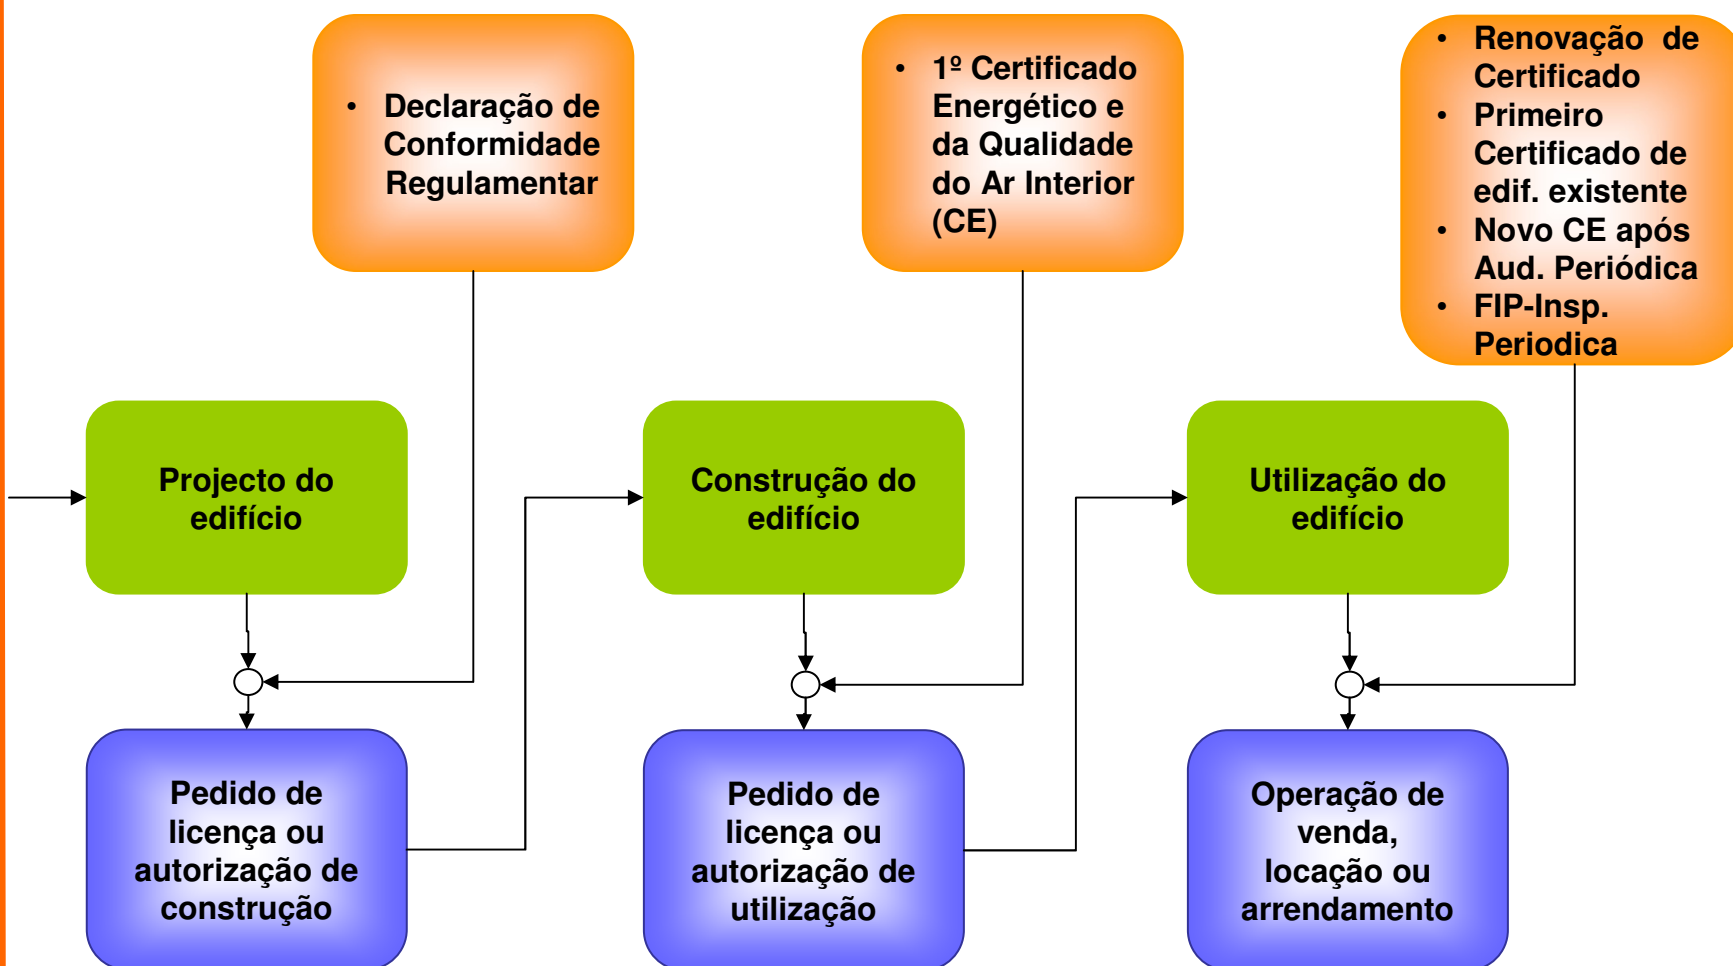 • Declaração de
Conformidade
Regulamentar
• 1º Certificado
Energético e
da Qualidade
do Ar Interior
(CE)
• Renovação de
Certificado
• Primeiro
Certificado de
edif. existente
• Novo CE após
Aud. Periódica
• FIP-Insp.
Periodica
Projecto do
edifício
Construção do
edifício
Utilização do
edifício
Pedido de
licença ou
autorização de
construção
Pedido de
licença ou
autorização de
utilização
Operação de
venda,
locação ou
arrendamento